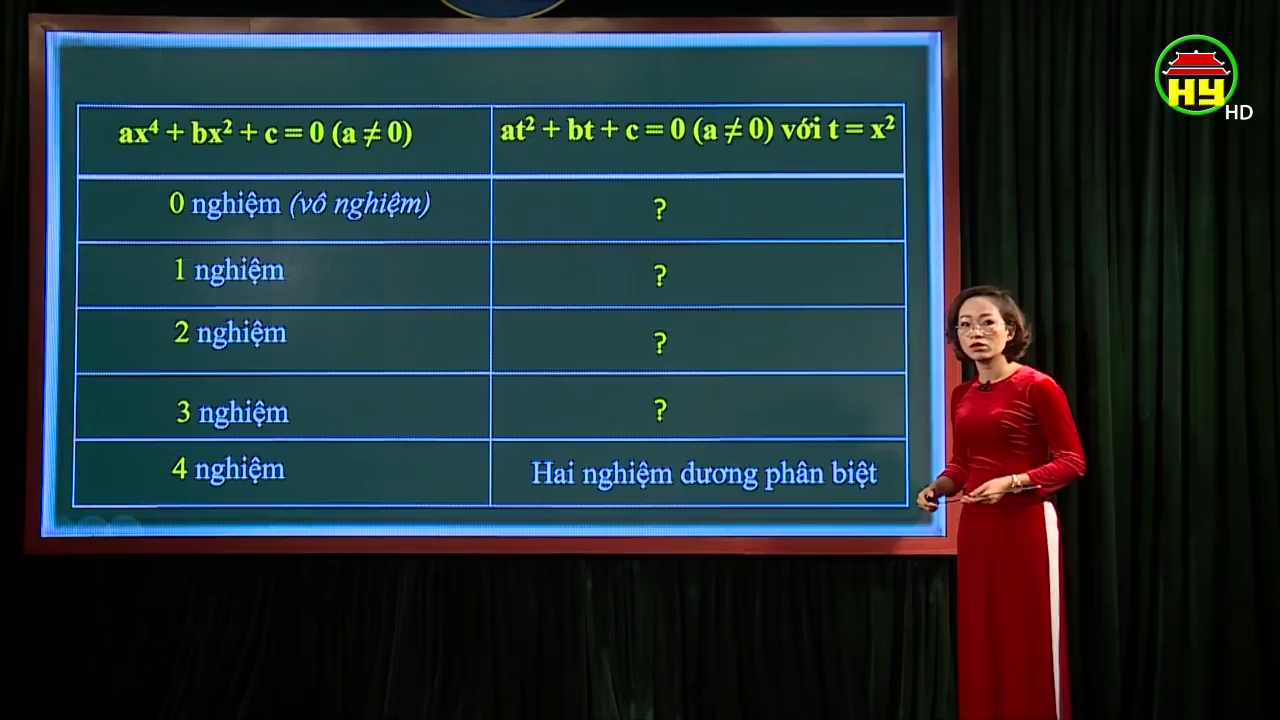 HY
HD
ax⁴ + bx² + c = 0 (a ≠ 0)
at² + bt + c = 0 (a ≠ 0) với t = x²
0 nghiệm (vô nghiệm)
?
1 nghiệm
?
2 nghiệm
?
3 nghiệm
?
4 nghiệm
Hai nghiệm dương phân biệt